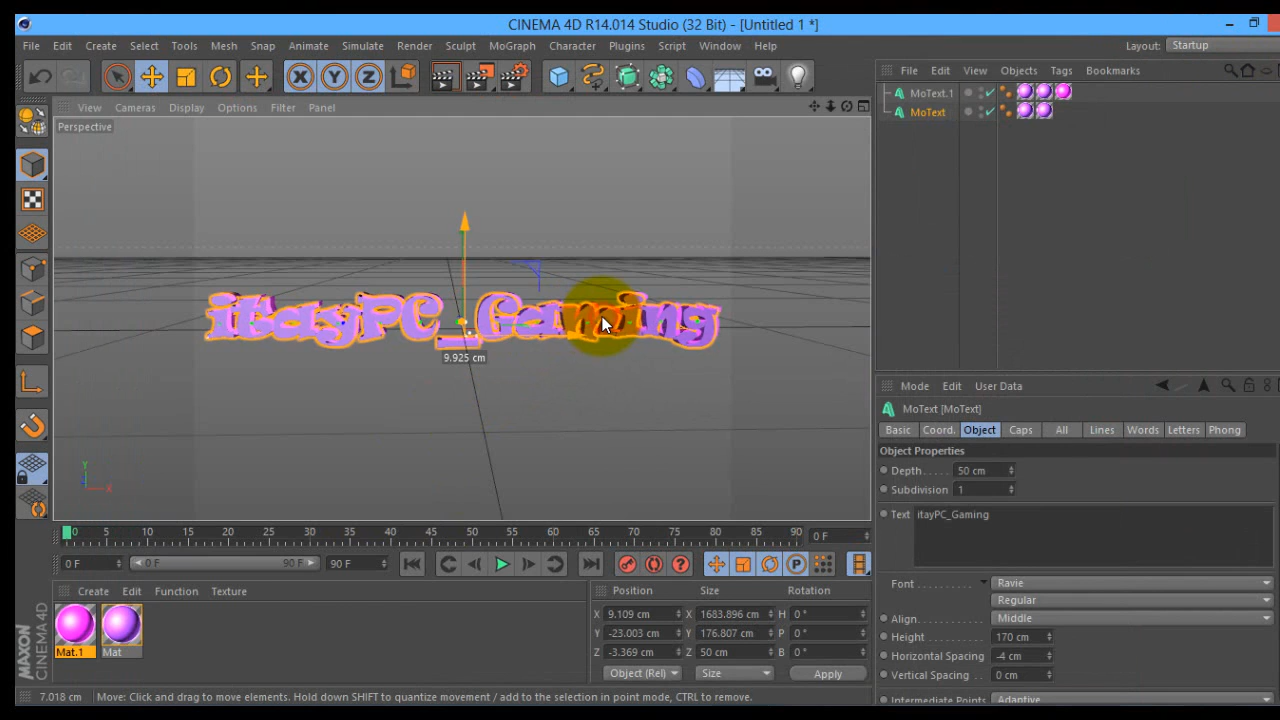 CINEMA 4D R14.014 Studio (32 Bit) - [Untitled 1 *]
File Edit Create Select Tools Mesh Snap Animate Simulate Render Sculpt MoGraph Character Plugins Script Window Help Layout: Startup
X Y Z
View Cameras Display Options Filter Panel
File Edit View Objects Tags Bookmarks
Perspective
MoText.1
MoText
itayPC_Gaming
9.925 cm
Y
Z X
Mode Edit User Data
MoText [MoText]
Basic Coord. Object Caps All Lines Words Letters Phong
Object Properties
Depth . . . . . 50 cm
Subdivision 1
Text itayPC_Gaming
Font Ravie
Regular
Align. Middle
Height 170 cm
Horizontal Spacing -4 cm
Vertical Spacing 0 cm
Intermediate Points Adaptive
0 5 10 15 20 25 30 35 40 45 50 55 60 65 70 75 80 85 90 0 F
0 F 0 F 90 F 90 F P
Create Edit Function Texture
Mat.1 Mat
MAXON CINEMA 4D
Position Size Rotation
X 9.109 cm X 1683.896 cm H 0 °
Y -23.003 cm Y 176.807 cm P 0 °
Z -3.369 cm Z 50 cm B 0 °
Object (Rel) Size Apply
7.018 cm Move: Click and drag to move elements. Hold down SHIFT to quantize movement / add to the selection in point mode, CTRL to remove.